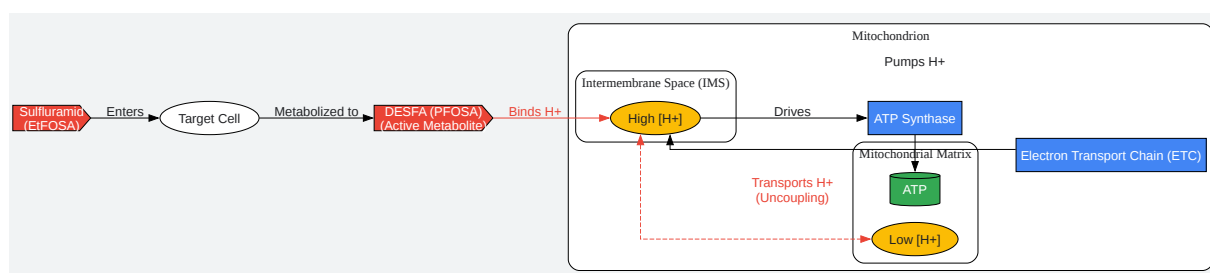 Mitochondrion
Pumps H+
Intermembrane Space (IMS)
Sulfluramid
(EtFOSA)
Enters
Target Cell
Metabolized to
DESFA (PFOSA)
(Active Metabolite)
Binds H+
High [H+]
Drives
ATP Synthase
Electron Transport Chain (ETC)
Mitochondrial Matrix
Transports H+
(Uncoupling)
ATP
Low [H+]